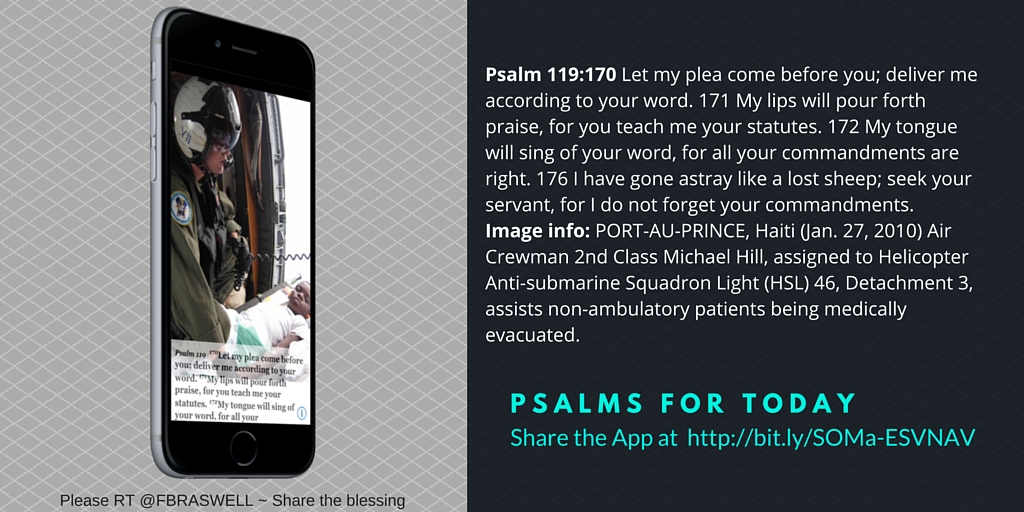 Psalm 119 170Let my plea come before
you; deliver me according to your
word. 171My lips will pour forth
praise, for you teach me your
statutes. 172My tongue will sing of
your word, for all your
Please RT @FBRASWELL ~ Share the blessing
Psalm 119:170 Let my plea come before you; deliver me
according to your word. 171 My lips will pour forth
praise, for you teach me your statutes. 172 My tongue
will sing of your word, for all your commandments are
right. 176 I have gone astray like a lost sheep; seek your
servant, for I do not forget your commandments.
Image info: PORT-AU-PRINCE, Haiti (Jan. 27, 2010) Air
Crewman 2nd Class Michael Hill, assigned to Helicopter
Anti-submarine Squadron Light (HSL) 46, Detachment 3,
assists non-ambulatory patients being medically
evacuated.
PSALMS FOR TODAY
Share the App at http://bit.ly/SOMa-ESVNAV